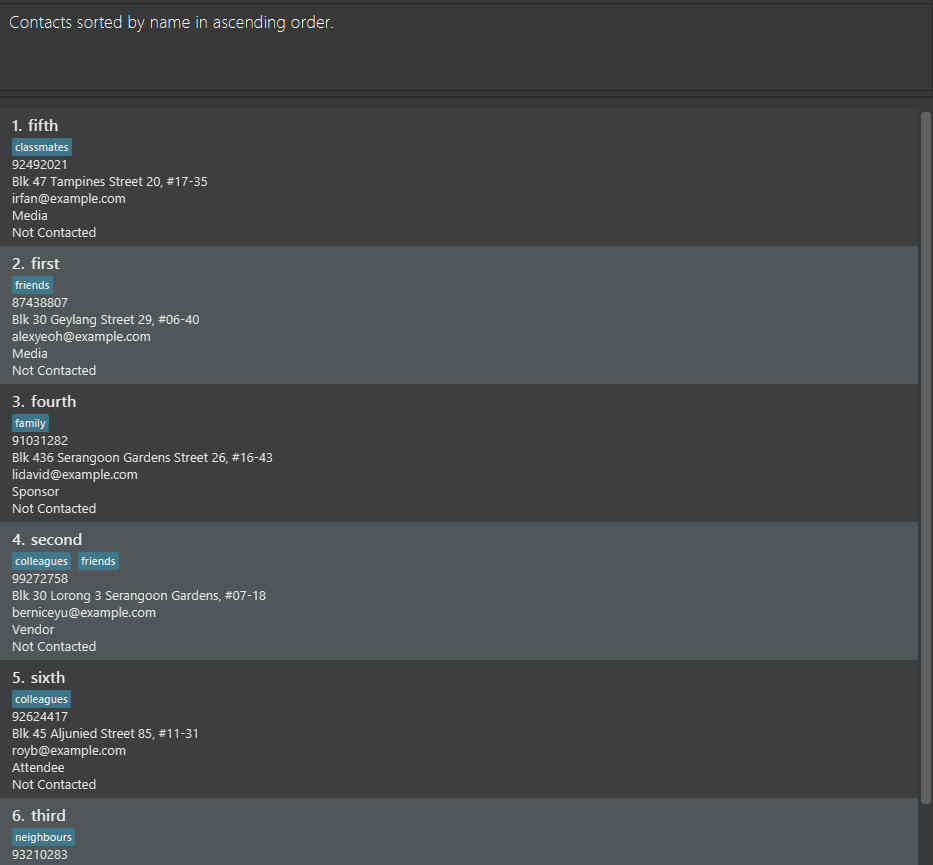 Contacts sorted by name in ascending order.
1. fifth
classmates
92492021
Blk 47 Tampines Street 20, #17-35
irfan@example.com
Media
Not Contacted
2. first
friends
87438807
Blk 30 Geylang Street 29, #06-40
alexyeoh@example.com
Media
Not Contacted
3. fourth
family
91031282
Blk 436 Serangoon Gardens Street 26, #16-43
lidavid@example.com
Sponsor
Not Contacted
4. second
colleagues friends
99272758
Blk 30 Lorong 3 Serangoon Gardens, #07-18
berniceyu@example.com
Vendor
Not Contacted
5. sixth
colleagues
92624417
Blk 45 Aljunied Street 85, #11-31
royb@example.com
Attendee
Not Contacted
6. third
neighbours
93210283